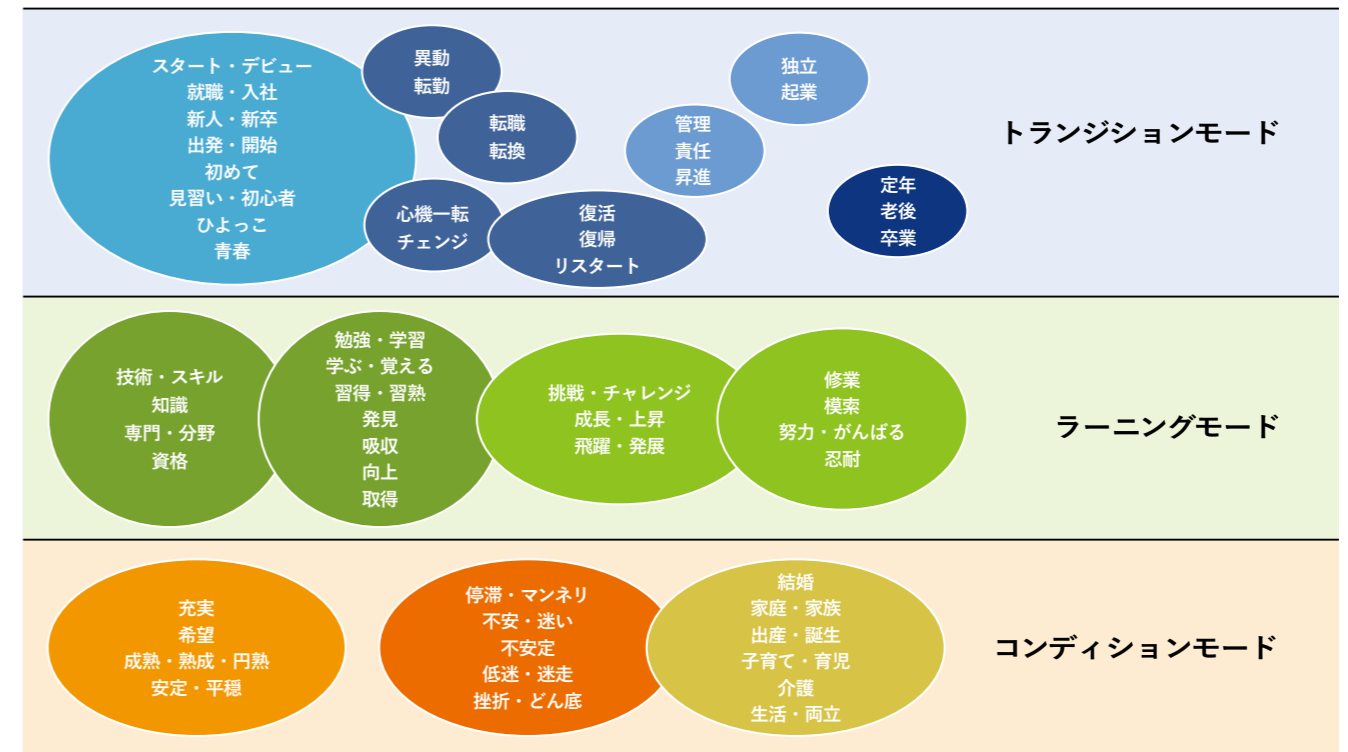 スタート・デビュー
就職・入社
新人・新卒
出発・開始
初めて
見習い・初心者
ひよっこ
青春
異動
転勤
転職
転換
心機一転
チェンジ
復活
復帰
リスタート
管理
責任
昇進
独立
起業
定年
老後
卒業
トランジションモード
技術・スキル
知識
専門・分野
資格
勉強・学習
学ぶ・覚える
習得・習熟
発見
吸収
向上
取得
挑戦・チャレンジ
成長・上昇
飛躍・発展
修業
模索
努力・がんばる
忍耐
ラーニングモード
充実
希望
成熟・熟成・円熟
安定・平穏
停滞・マンネリ
不安・迷い
不安定
低迷・迷走
挫折・どん底
結婚
家庭・家族
出産・誕生
子育て・育児
介護
生活・両立
コンディションモード